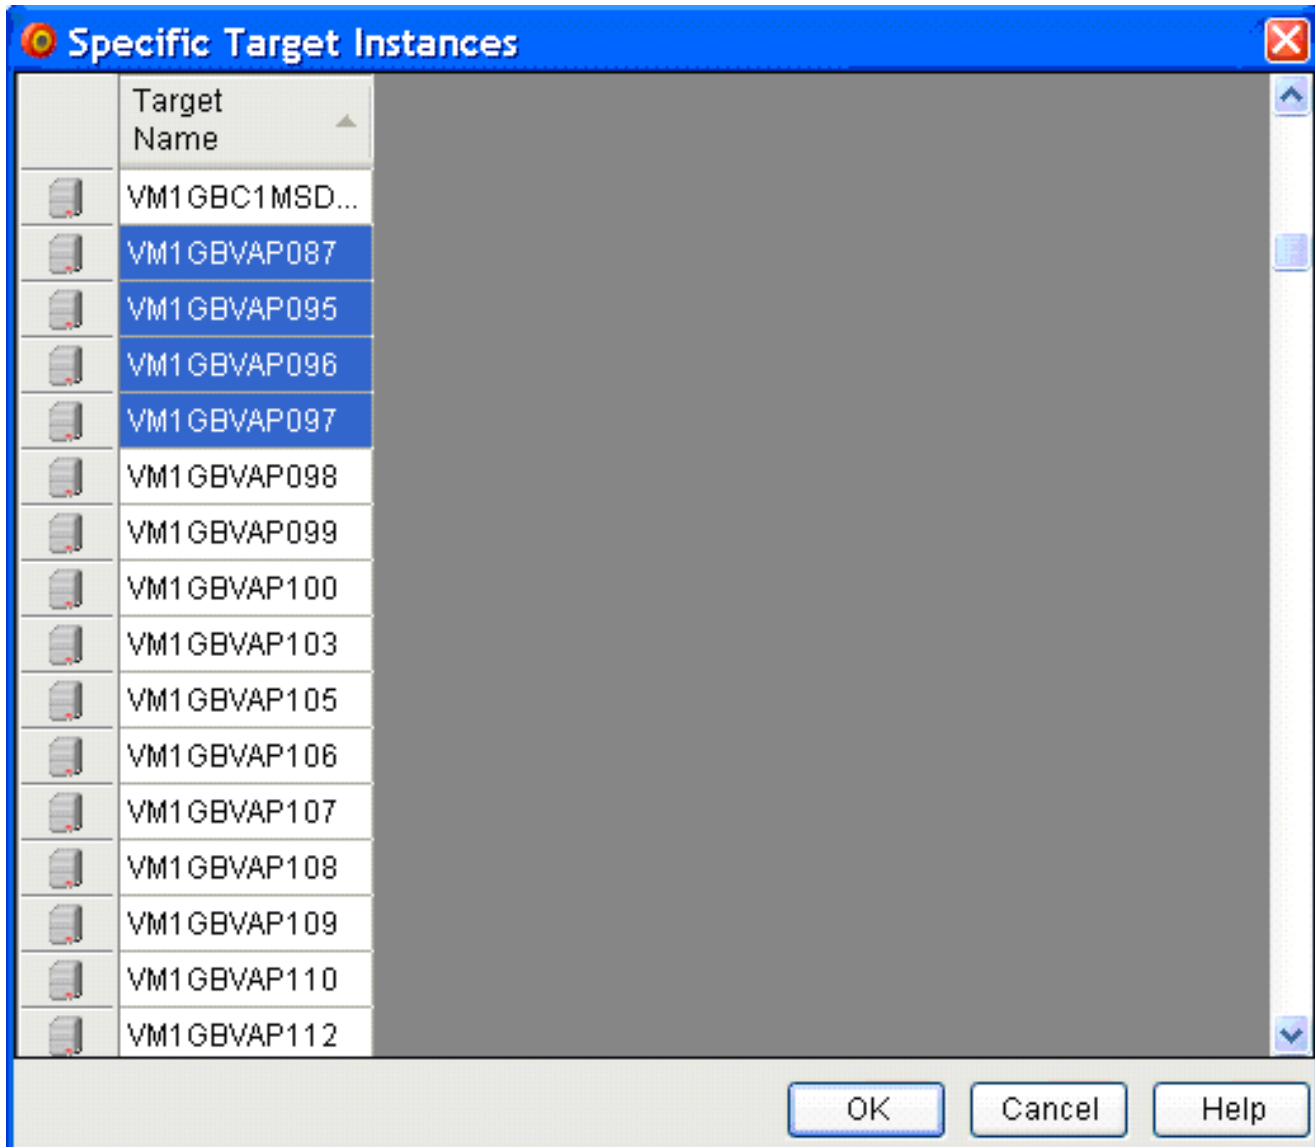 Specific Target Instances
Target
Name
VM1GBC1MSD...
VM1GBVAP087
VM1GBVAP095
VM1GBVAP096
VM1GBVAP097
VM1GBVAP098
VM1GBVAP099
VM1GBVAP100
VM1GBVAP103
VM1GBVAP105
VM1GBVAP106
VM1GBVAP107
VM1GBVAP108
VM1GBVAP109
VM1GBVAP110
VM1GBVAP112
OK Cancel Help